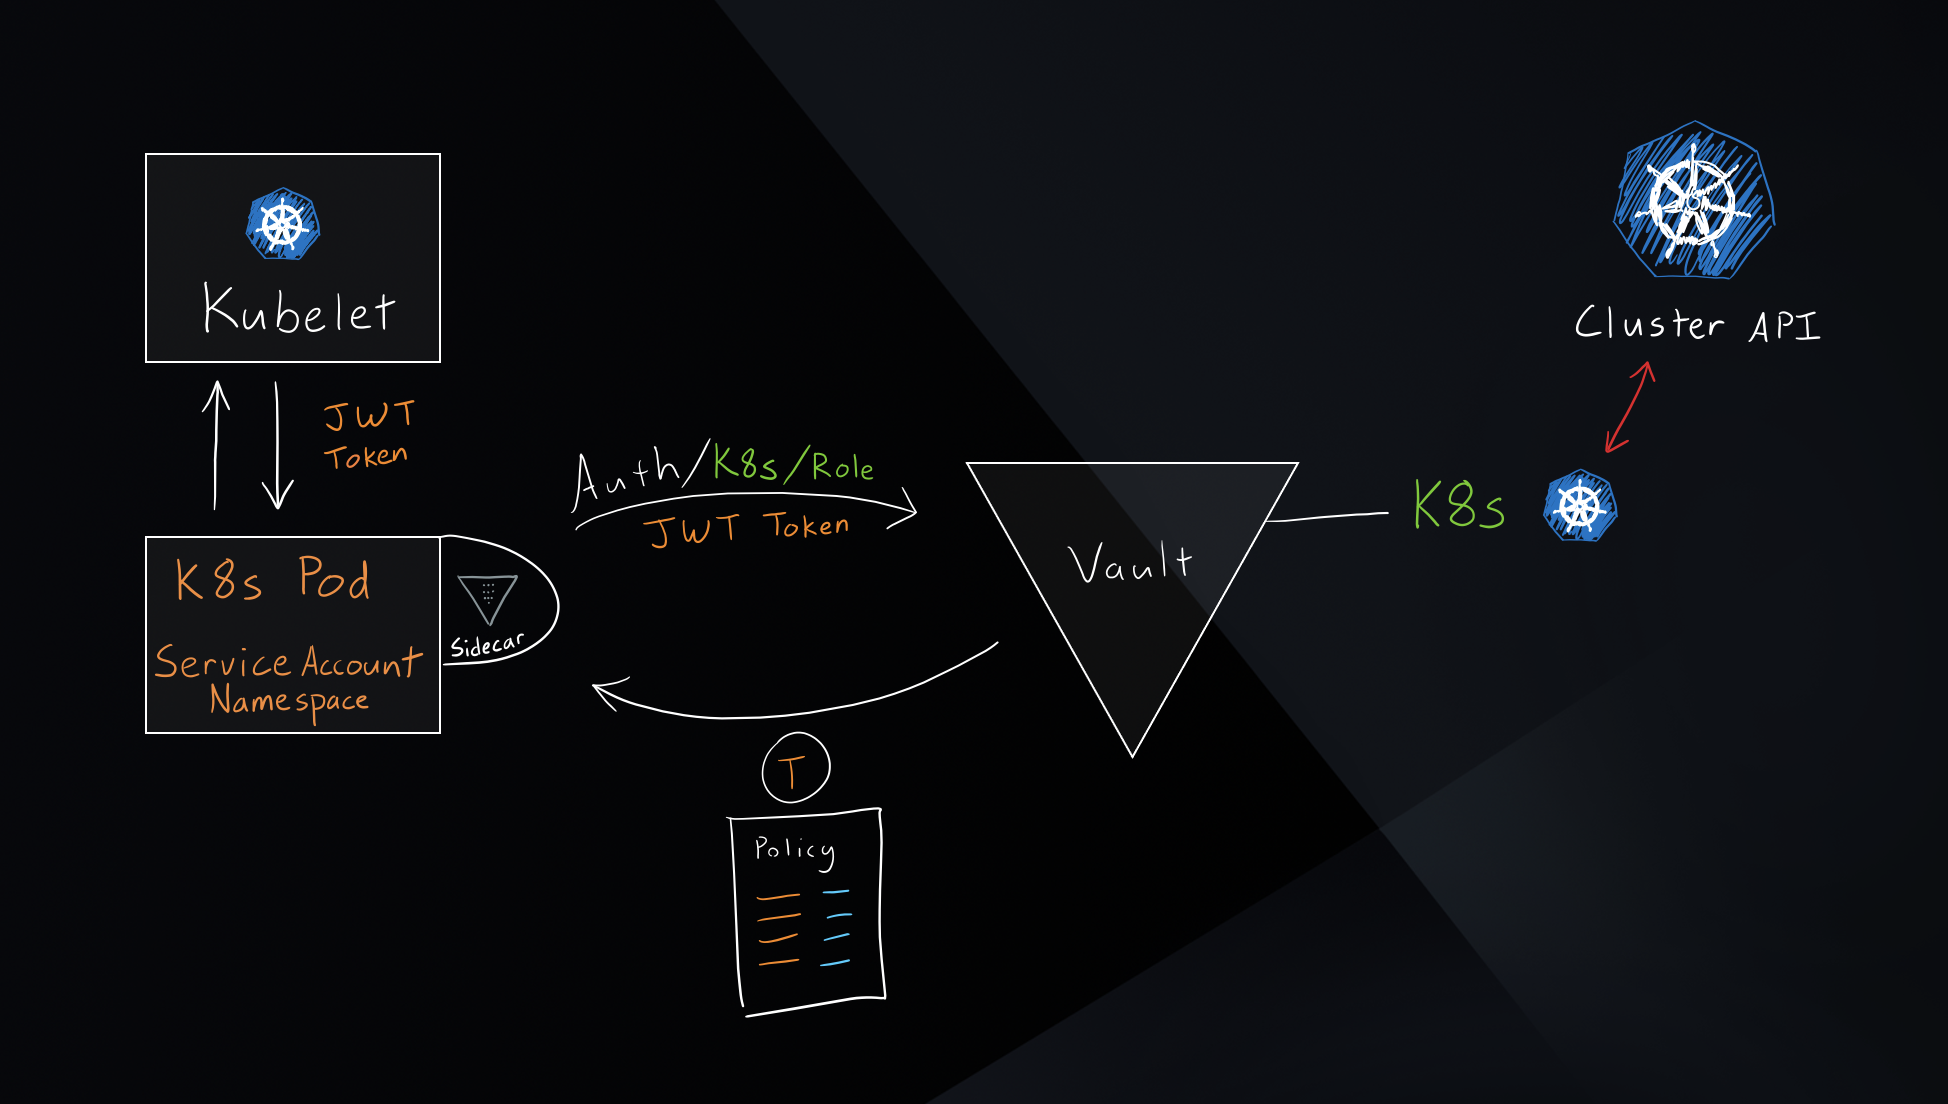 Kubelet
JWT
Token
K8s Pod
Service Account
Namespace
Sidecar
Auth/K8s/Role
JWT Token
Vault
K8s
Cluster API
T
Policy